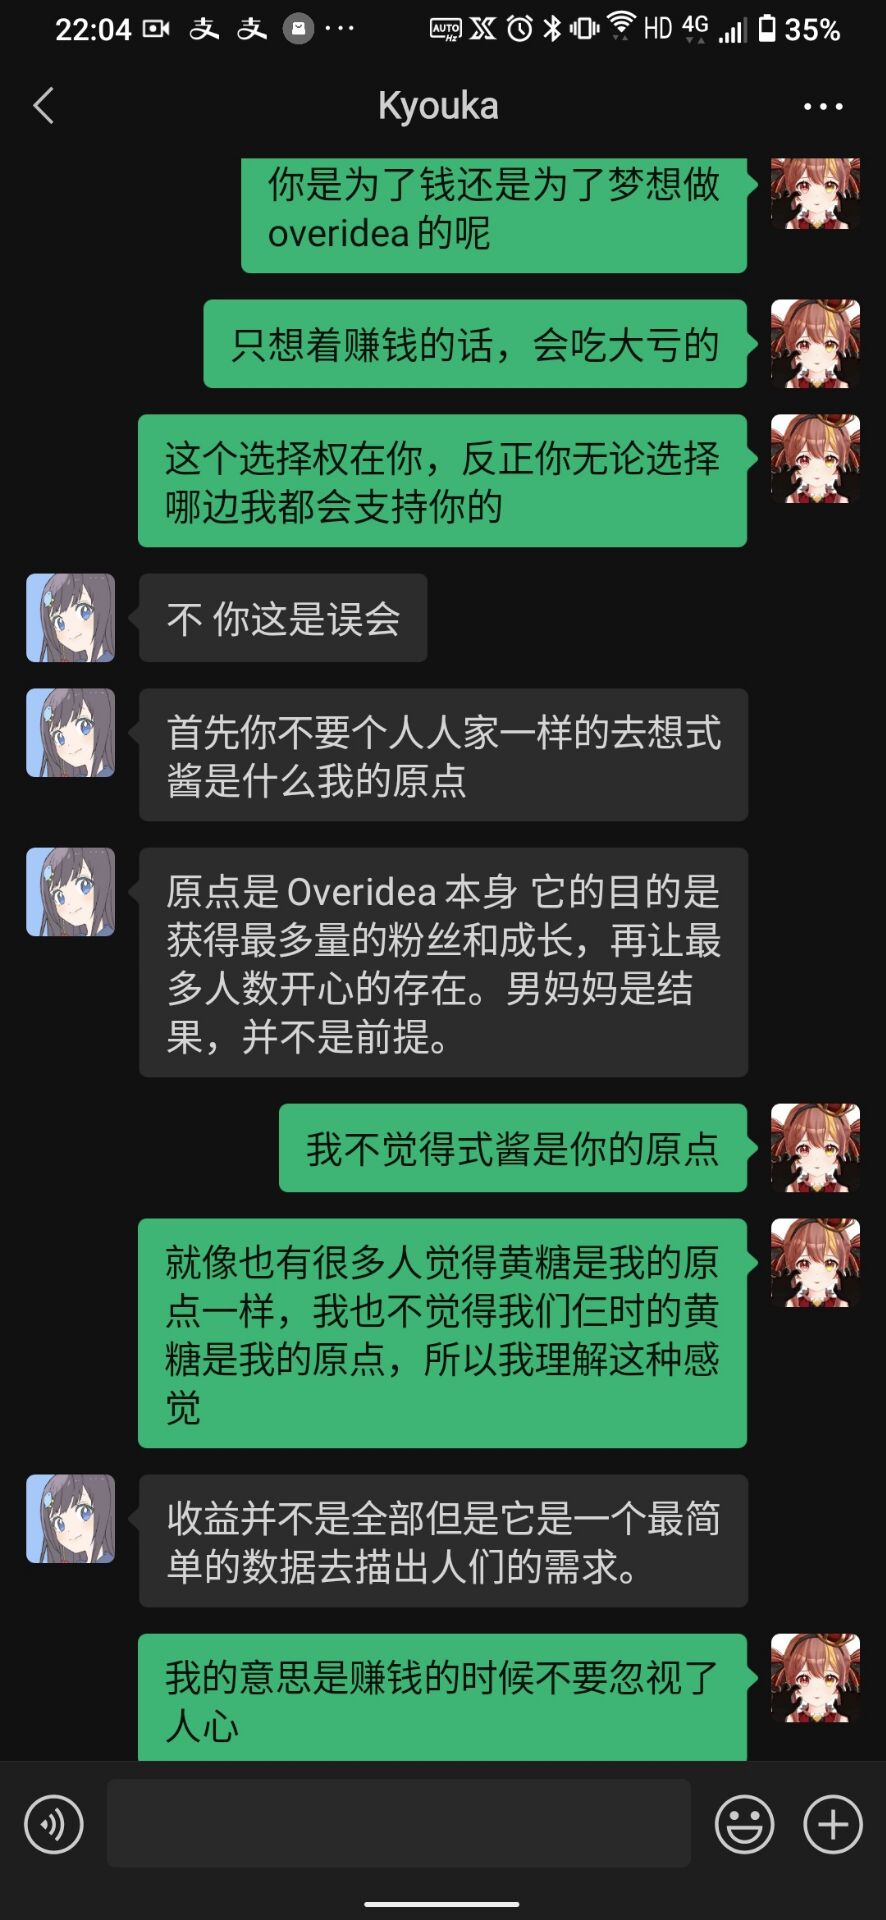 22:04 支 支 ··· AUTO Hz HD 4G 35%
Kyouka
你是为了钱还是为了梦想做
overidea的呢
只想着赚钱的话，会吃大亏的
这个选择权在你，反正你无论选择
哪边我都会支持你的
不 你这是误会
首先你不要个人人家一样的去想式
酱是什么我的原点
原点是Overidea本身 它的目的是
获得最多量的粉丝和成长，再让最
多人数开心的存在。男妈妈是结
果，并不是前提。
我不觉得式酱是你的原点
就像也有很多人觉得黄糖是我的原
点一样，我也不觉得我们仨时的黄
糖是我的原点，所以我理解这种感
觉
收益并不是全部但是它是一个最简
单的数据去描出人们的需求。
我的意思是赚钱的时候不要忽视了
人心